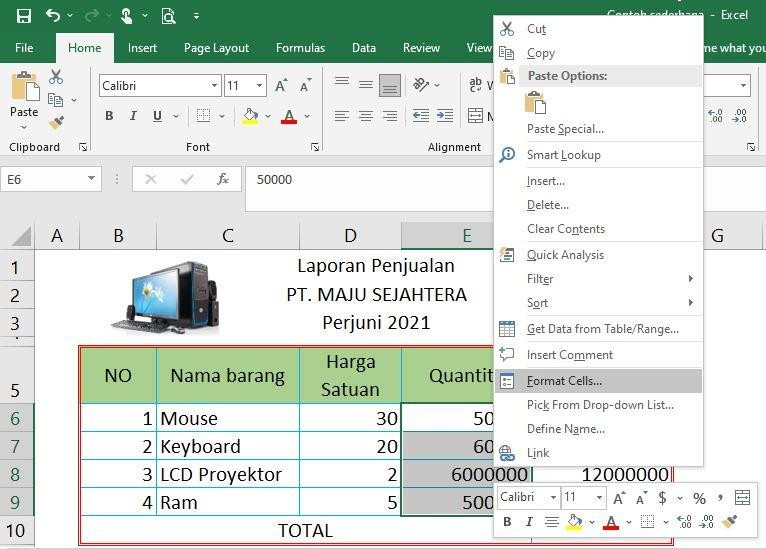 Contoh sederhana - Excel
File Home Insert Page Layout Formulas Data View me what you
Paste
Calibri 11
B I U A
Clipboard Font Alignment
E6 fx 50000
A B C D E G
1 Laporan Penjualan
2 PT. MAJU SEJAHTERA
3 Perjuni 2021
5 NO Nama barang Harga Satuan
6 1 Mouse 30
7 2 Keyboard 20
8 3 LCD Proyektor 2 6000000 12000000
9 4 Ram 5
10 TOTAL
Cut
Copy
Paste Options:
Paste Special...
Smart Lookup
Insert...
Delete...
Clear Contents
Quick Analysis
Filter
Sort
Get Data from Table/Range...
Insert Comment
Format Cells...
Pick From Drop-down List...
Define Name...
Link
Calibri 11 A A $ % ,
B I A .00 .0